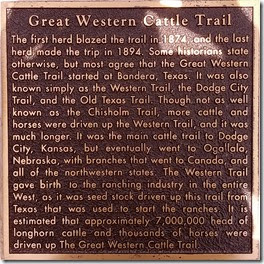 Great Western Cattle Trail
The first herd blazed the trail in 1874, and the last
herd made the trip in 1894. Some historians state
otherwise, but most agree that the Great Western
Cattle Trail started at Bandera, Texas. It was also
known simply as the Western Trail, the Dodge City
Trail, and the Old Texas Trail. Though not as well
known as the Chisholm Trail, more cattle and
horses were driven up the Western Trail, and it was
much longer. It was the main cattle trail to Dodge
City, Kansas, but eventually went to Ogallala,
Nebraska, with branches that went to Canada, and
all of the northwestern states. The Western Trail
gave birth to the ranching industry in the entire
West, as it was seed stock driven up this trail from
Texas that was used to start the ranches. It is
estimated that approximately 7,000,000 head of
longhorn cattle and thousands of horses were
driven up The Great Western Cattle Trail.